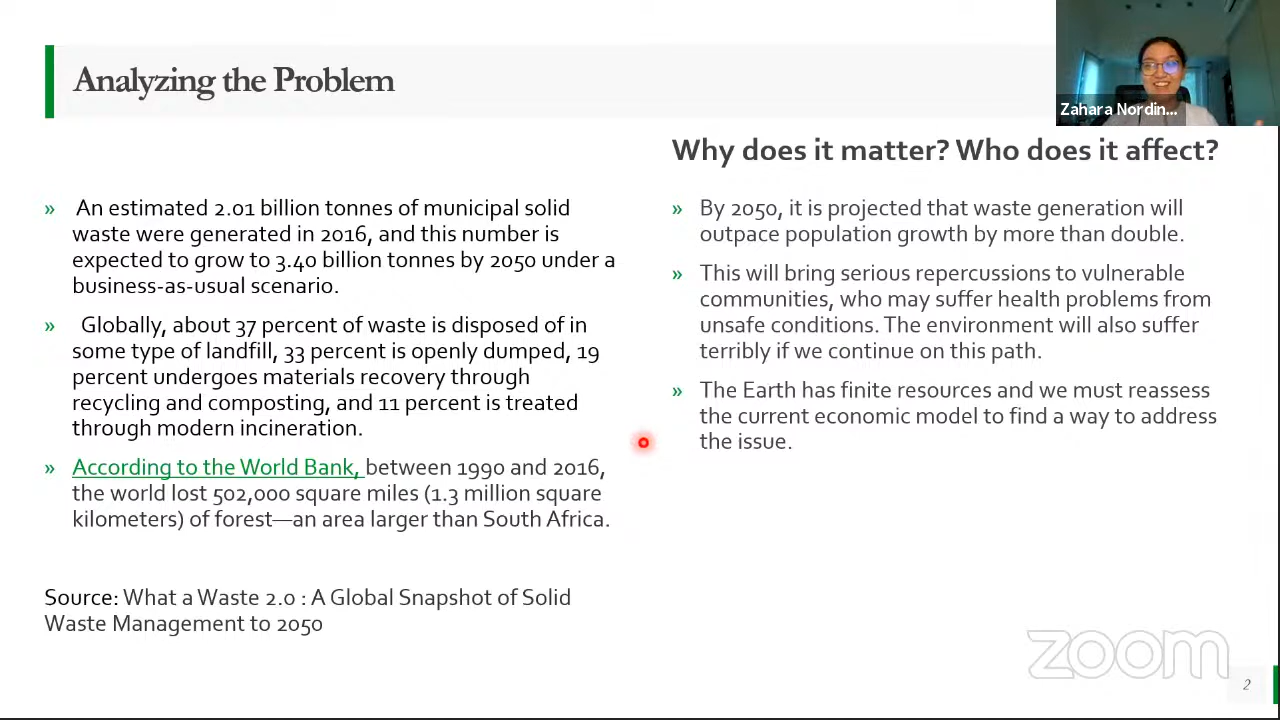 Analyzing the Problem
Zahara Nordin...
Why does it matter? Who does it affect?
» An estimated 2.01 billion tonnes of municipal solid
waste were generated in 2016, and this number is
expected to grow to 3.40 billion tonnes by 2050 under a
business-as-usual scenario.
» Globally, about 37 percent of waste is disposed of in
some type of landfill, 33 percent is openly dumped, 19
percent undergoes materials recovery through
recycling and composting, and 11 percent is treated
through modern incineration.
» According to the World Bank, between 1990 and 2016,
the world lost 502,000 square miles (1.3 million square
kilometers) of forest—an area larger than South Africa.
Source: What a Waste 2.0 : A Global Snapshot of Solid
Waste Management to 2050
» By 2050, it is projected that waste generation will
outpace population growth by more than double.
» This will bring serious repercussions to vulnerable
communities, who may suffer health problems from
unsafe conditions. The environment will also suffer
terribly if we continue on this path.
» The Earth has finite resources and we must reassess
the current economic model to find a way to address
the issue.
zoom
2